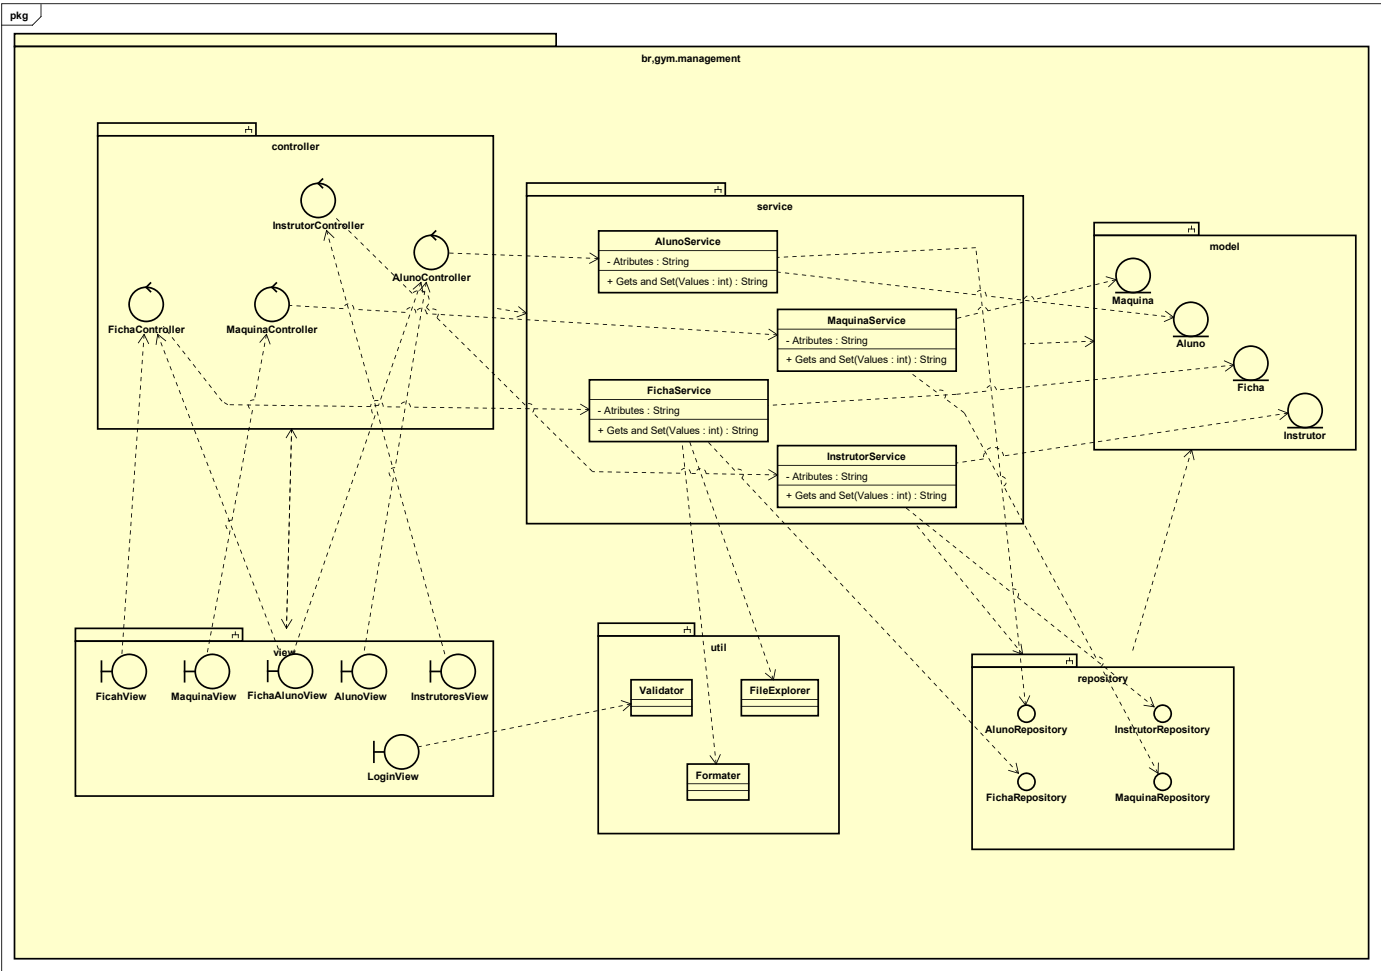 pkg
br,gym.management
controller
InstrutorController
AlunoController
FichaController
MaquinaController
service
AlunoService
- Atributes : String
+ Gets and Set(Values : int) : String
MaquinaService
- Atributes : String
+ Gets and Set(Values : int) : String
FichaService
- Atributes : String
+ Gets and Set(Values : int) : String
InstrutorService
- Atributes : String
+ Gets and Set(Values : int) : String
model
Maquina
Aluno
Ficha
Instrutor
view
FicahView
MaquinaView
FichaAlunoView
AlunoView
InstrutoresView
LoginView
util
Validator
FileExplorer
Formater
repository
AlunoRepository
InstrutorRepository
FichaRepository
MaquinaRepository